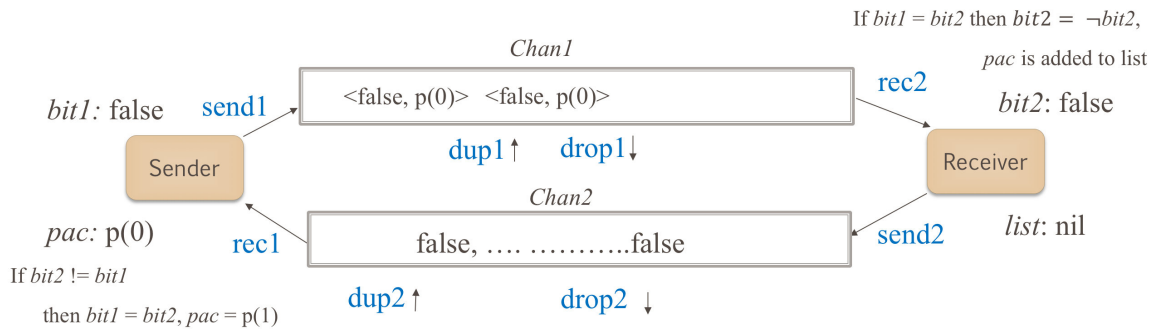 If bit1 = bit2 then bit2 = ¬bit2,
pac is added to list
Chan1
send1
rec2
bit1: false
<false, p(0)> <false, p(0)>
bit2: false
dup1
drop1
Sender
Receiver
Chan2
pac: p(0)
rec1
false, .... ………..false
send2
list: nil
If bit2 != bit1
then bit1 = bit2, pac = p(1)
dup2
drop2